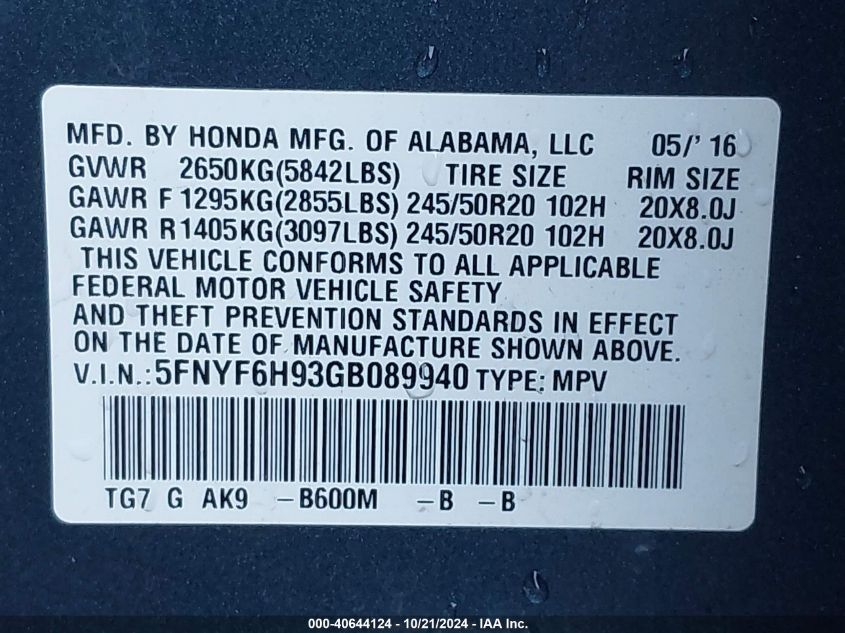 MFD. BY HONDA MFG. OF ALABAMA, LLC 05/'16
GVWR 2650KG(5842LBS) TIRE SIZE RIM SIZE
GAWR F 1295KG(2855LBS) 245/50R20 102H 20X8.0J
GAWR R 1405KG(3097LBS) 245/50R20 102H 20X8.0J
THIS VEHICLE CONFORMS TO ALL APPLICABLE
FEDERAL MOTOR VEHICLE SAFETY
AND THEFT PREVENTION STANDARDS IN EFFECT
ON THE DATE OF MANUFACTURE SHOWN ABOVE.
V.I.N.: 5FNYF6H93GB089940 TYPE: MPV
TG7 G AK9 -B600M -B -B
000-40644124 - 10/21/2024 - IAA Inc.